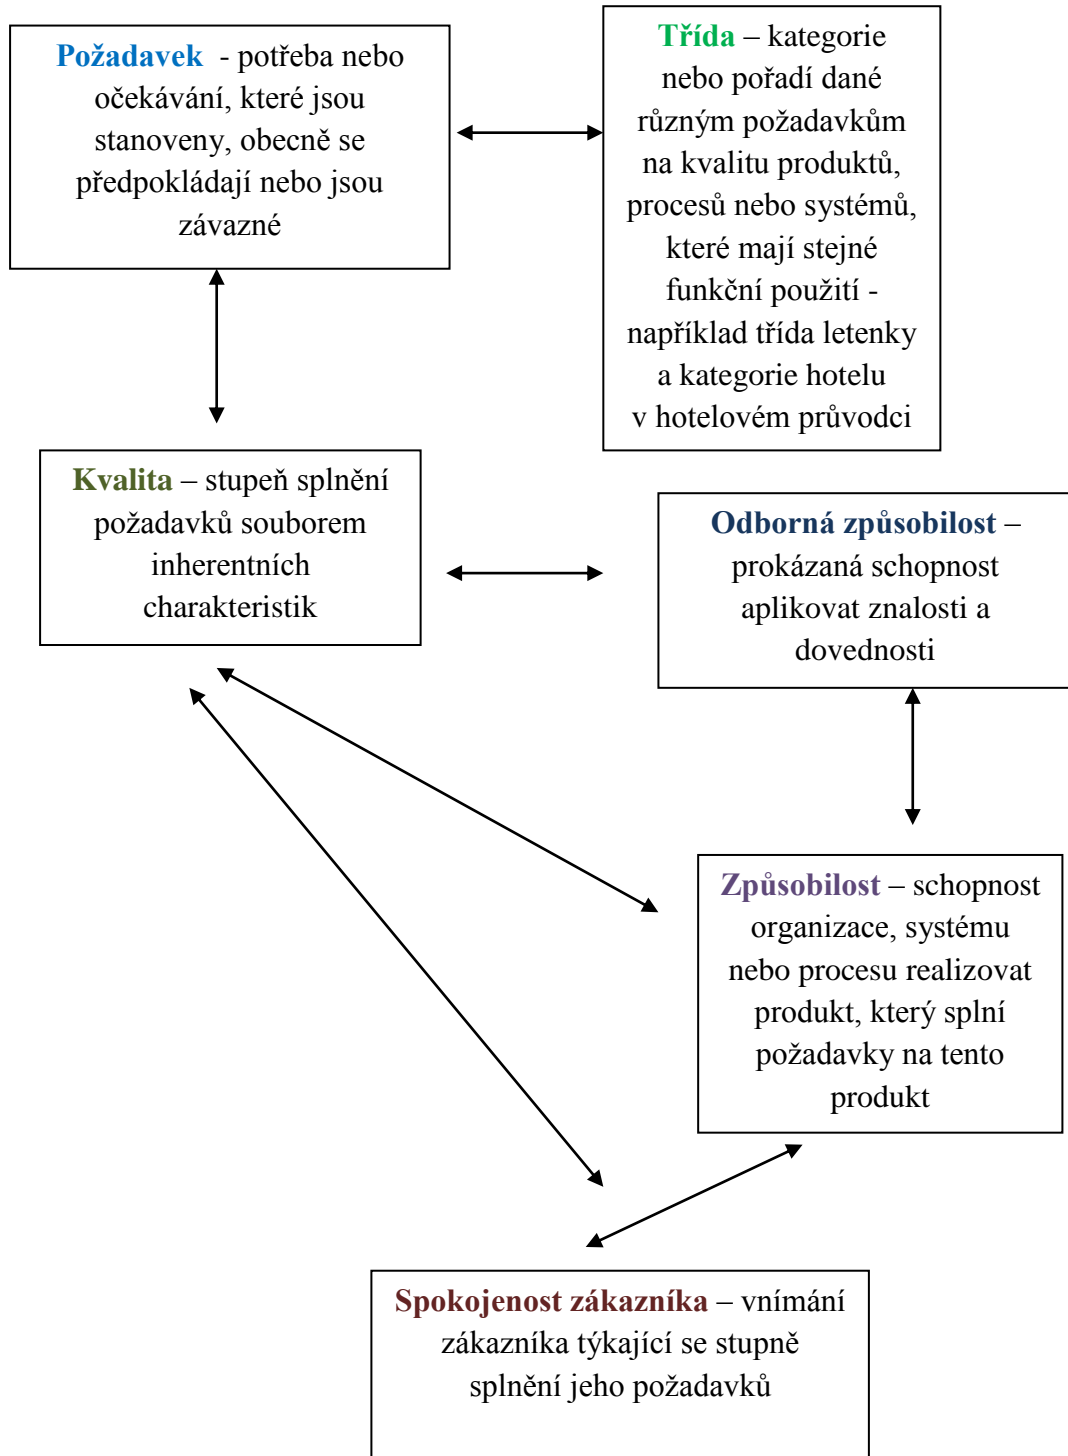 Požadavek - potřeba nebo
očekávání, které jsou
stanoveny, obecně se
předpokládají nebo jsou
závazné
Třída – kategorie
nebo pořadí dané
různým požadavkům
na kvalitu produktů,
procesů nebo systémů,
které mají stejné
funkční použití -
například třída letenky
a kategorie hotelu
v hotelovém průvodci
Kvalita – stupeň splnění
požadavků souborem
inherentních
charakteristik
Odborná způsobilost –
prokázaná schopnost
aplikovat znalosti a
dovednosti
Způsobilost – schopnost
organizace, systému
nebo procesu realizovat
produkt, který splní
požadavky na tento
produkt
Spokojenost zákazníka – vnímání
zákazníka týkající se stupně
splnění jeho požadavků